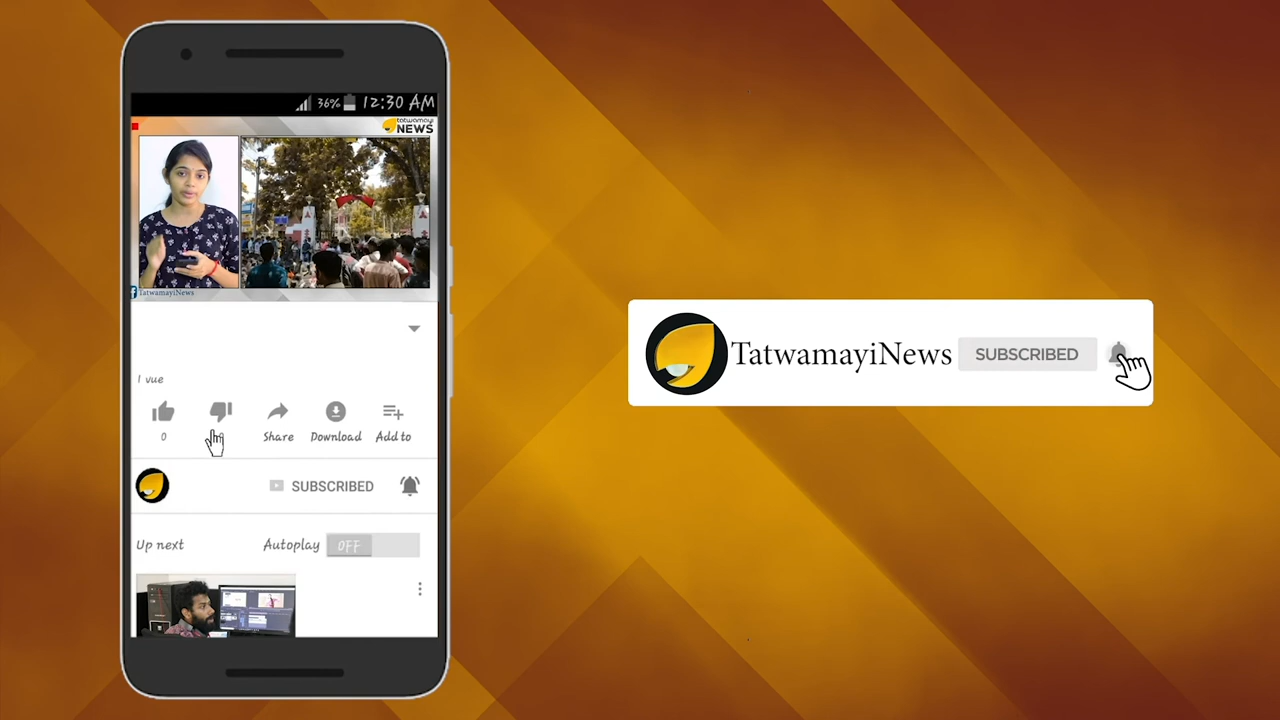 36% 12:30 AM
tatwamayi
NEWS
TatwamayiNews
1 vue
0
Share
Download
Add to
SUBSCRIBED
Up next
Autoplay
OFF
TatwamayiNews
SUBSCRIBED